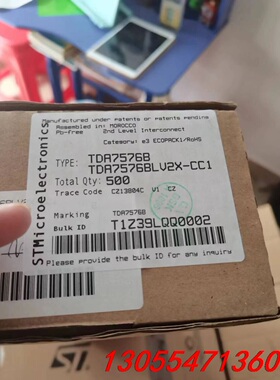 Manufactured under patents or patents pending
Assembled in: MOROCCO
Pb-free 2nd Level Interconnect
Category: e3 ECOPACK1/RoHS
STMicroelectronics
TYPE: TDA7576B
TDA7576BLV2X-CC1
Total Qty: 500
Trace Code CZ13804C V1 CZ
Marking TDA7576B
Bulk ID T1Z39LQQ0002
Please provide the bulk ID for any inquiry
13055471360